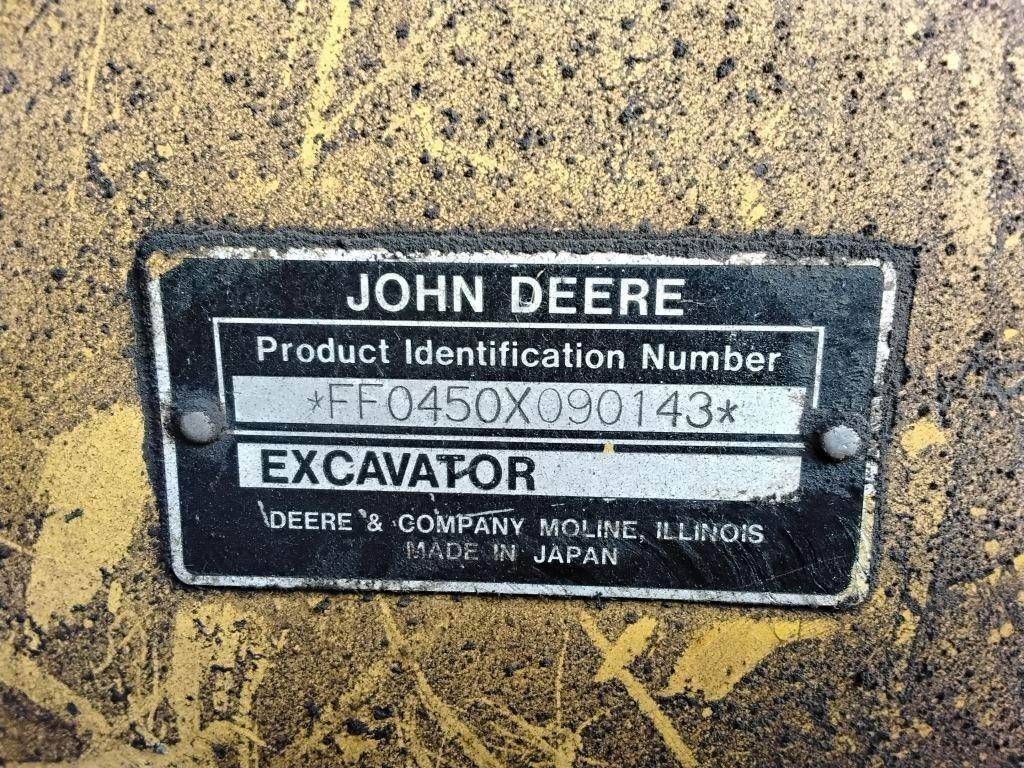 JOHN DEERE
Product Identification Number
*FF0450X090143*
EXCAVATOR
DEERE & COMPANY MOLINE, ILLINOIS
MADE IN JAPAN